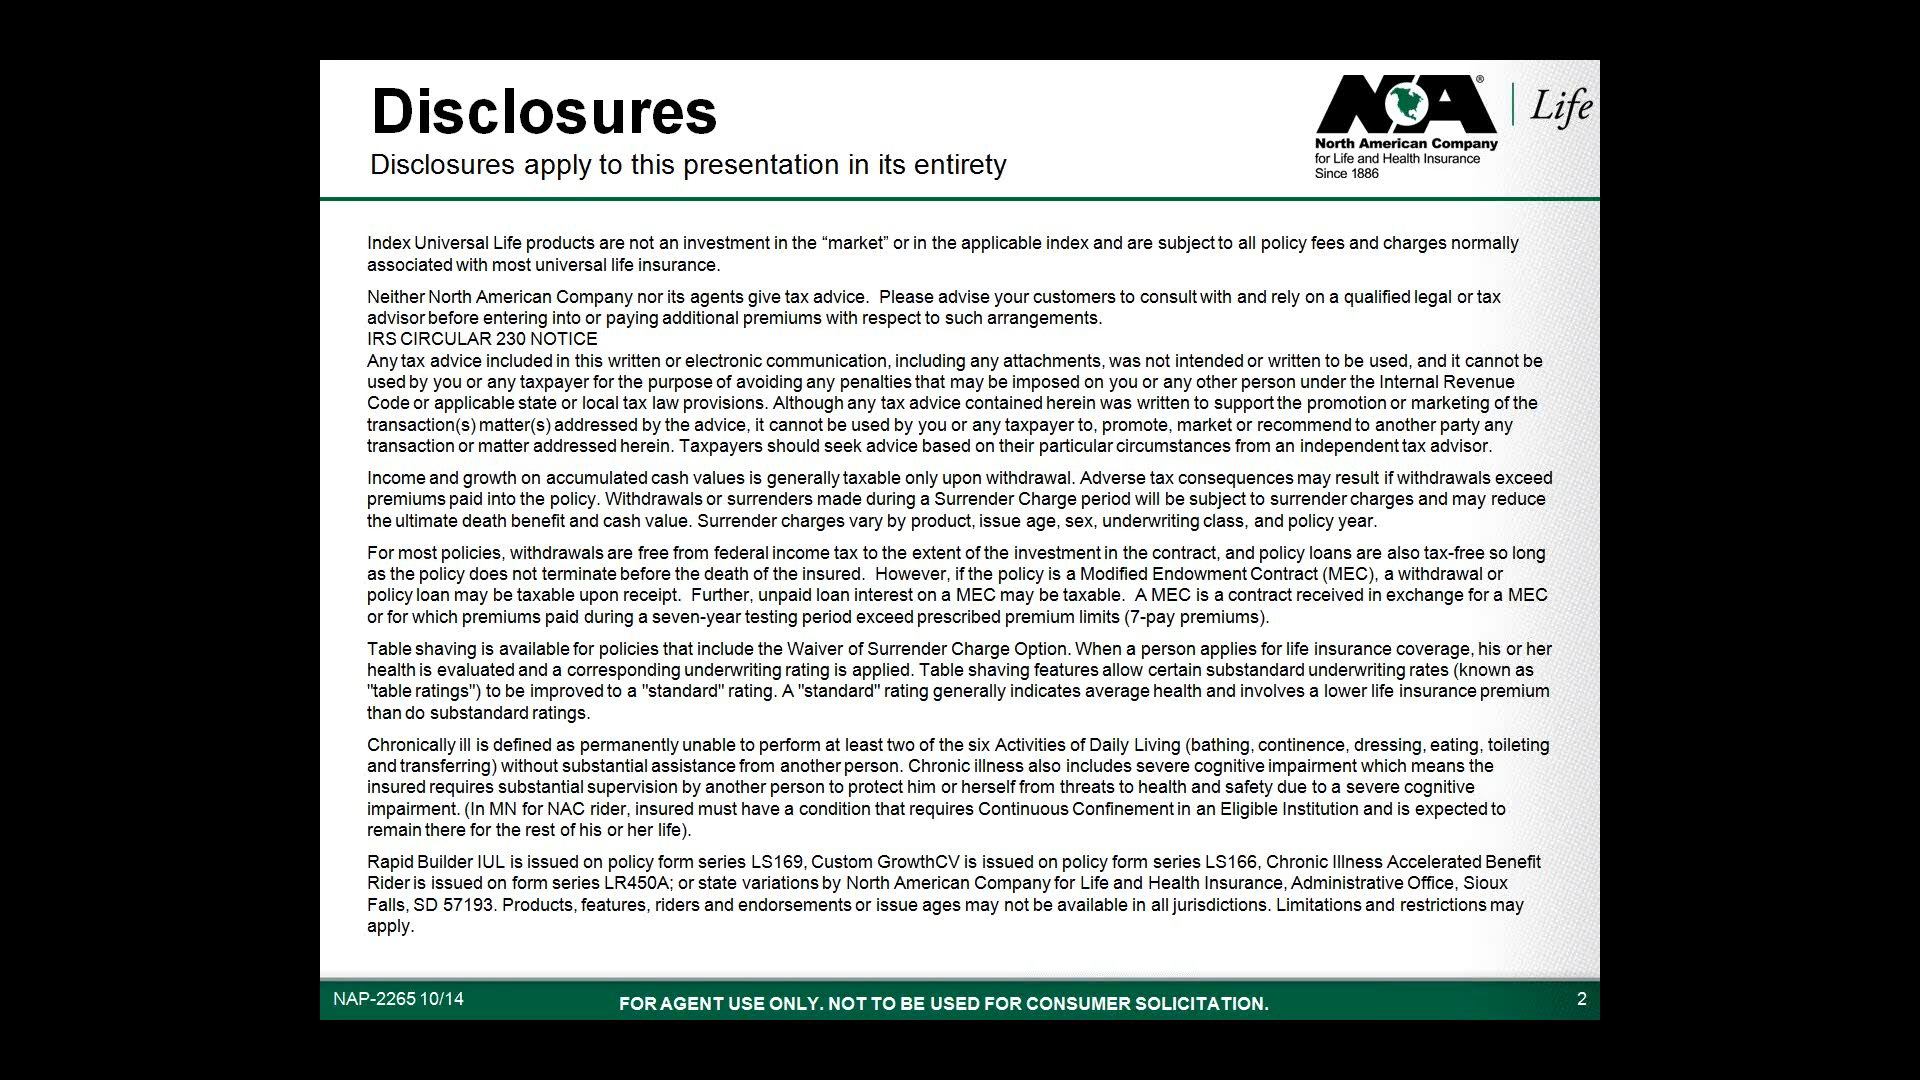 Disclosures
Disclosures apply to this presentation in its entirety
NA®
Life
North American Company
for Life and Health Insurance
Since 1886
Index Universal Life products are not an investment in the “market” or in the applicable index and are subject to all policy fees and charges normally
associated with most universal life insurance.
Neither North American Company nor its agents give tax advice.  Please advise your customers to consult with and rely on a qualified legal or tax
advisor before entering into or paying additional premiums with respect to such arrangements.
IRS CIRCULAR 230 NOTICE
Any tax advice included in this written or electronic communication, including any attachments, was not intended or written to be used, and it cannot be
used by you or any taxpayer for the purpose of avoiding any penalties that may be imposed on you or any other person under the Internal Revenue
Code or applicable state or local tax law provisions. Although any tax advice contained herein was written to support the promotion or marketing of the
transaction(s) matter(s) addressed by the advice, it cannot be used by you or any taxpayer to, promote, market or recommend to another party any
transaction or matter addressed herein. Taxpayers should seek advice based on their particular circumstances from an independent tax advisor.
Income and growth on accumulated cash values is generally taxable only upon withdrawal. Adverse tax consequences may result if withdrawals exceed
premiums paid into the policy. Withdrawals or surrenders made during a Surrender Charge period will be subject to surrender charges and may reduce
the ultimate death benefit and cash value. Surrender charges vary by product, issue age, sex, underwriting class, and policy year.
For most policies, withdrawals are free from federal income tax to the extent of the investment in the contract, and policy loans are also tax-free so long
as the policy does not terminate before the death of the insured.  However, if the policy is a Modified Endowment Contract (MEC), a withdrawal or
policy loan may be taxable upon receipt.  Further, unpaid loan interest on a MEC may be taxable.  A MEC is a contract received in exchange for a MEC
or for which premiums paid during a seven-year testing period exceed prescribed premium limits (7-pay premiums).
Table shaving is available for policies that include the Waiver of Surrender Charge Option. When a person applies for life insurance coverage, his or her
health is evaluated and a corresponding underwriting rating is applied. Table shaving features allow certain substandard underwriting rates (known as
"table ratings") to be improved to a "standard" rating. A "standard" rating generally indicates average health and involves a lower life insurance premium
than do substandard ratings.
Chronically ill is defined as permanently unable to perform at least two of the six Activities of Daily Living (bathing, continence, dressing, eating, toileting
and transferring) without substantial assistance from another person. Chronic illness also includes severe cognitive impairment which means the
insured requires substantial supervision by another person to protect him or herself from threats to health and safety due to a severe cognitive
impairment. (In MN for NAC rider, insured must have a condition that requires Continuous Confinement in an Eligible Institution and is expected to
remain there for the rest of his or her life).
Rapid Builder IUL is issued on policy form series LS169, Custom GrowthCV is issued on policy form series LS166, Chronic Illness Accelerated Benefit
Rider is issued on form series LR450A; or state variations by North American Company for Life and Health Insurance, Administrative Office, Sioux
Falls, SD 57193. Products, features, riders and endorsements or issue ages may not be available in all jurisdictions. Limitations and restrictions may
apply.
NAP-2265 10/14
FOR AGENT USE ONLY. NOT TO BE USED FOR CONSUMER SOLICITATION.
2